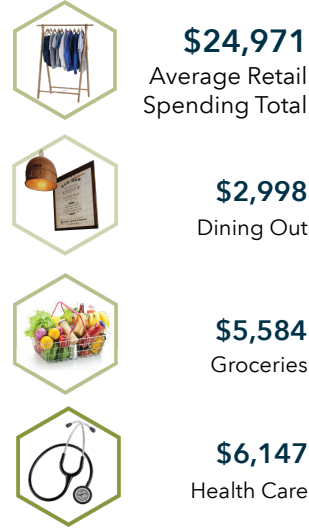 $24,971
Average Retail
Spending Total
$2,998
Dining Out
$5,584
Groceries
$6,147
Health Care